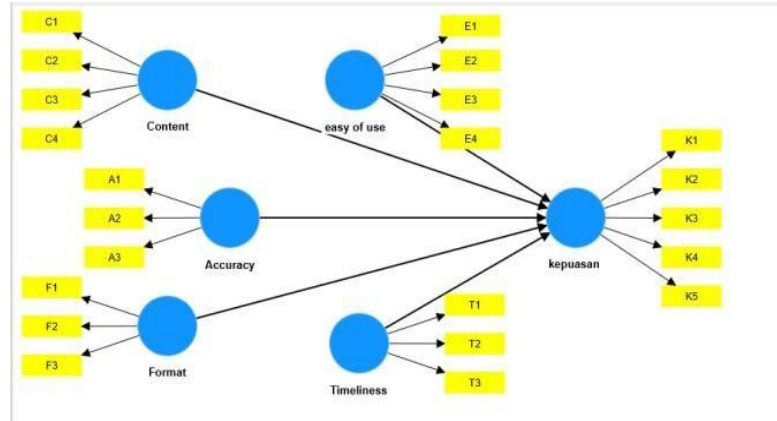 C1
C2
C3
C4
Content
E1
E2
E3
E4
easy of use
A1
A2
A3
Accuracy
K1
K2
K3
K4
K5
kepuasan
F1
F2
F3
Format
T1
T2
T3
Timeliness